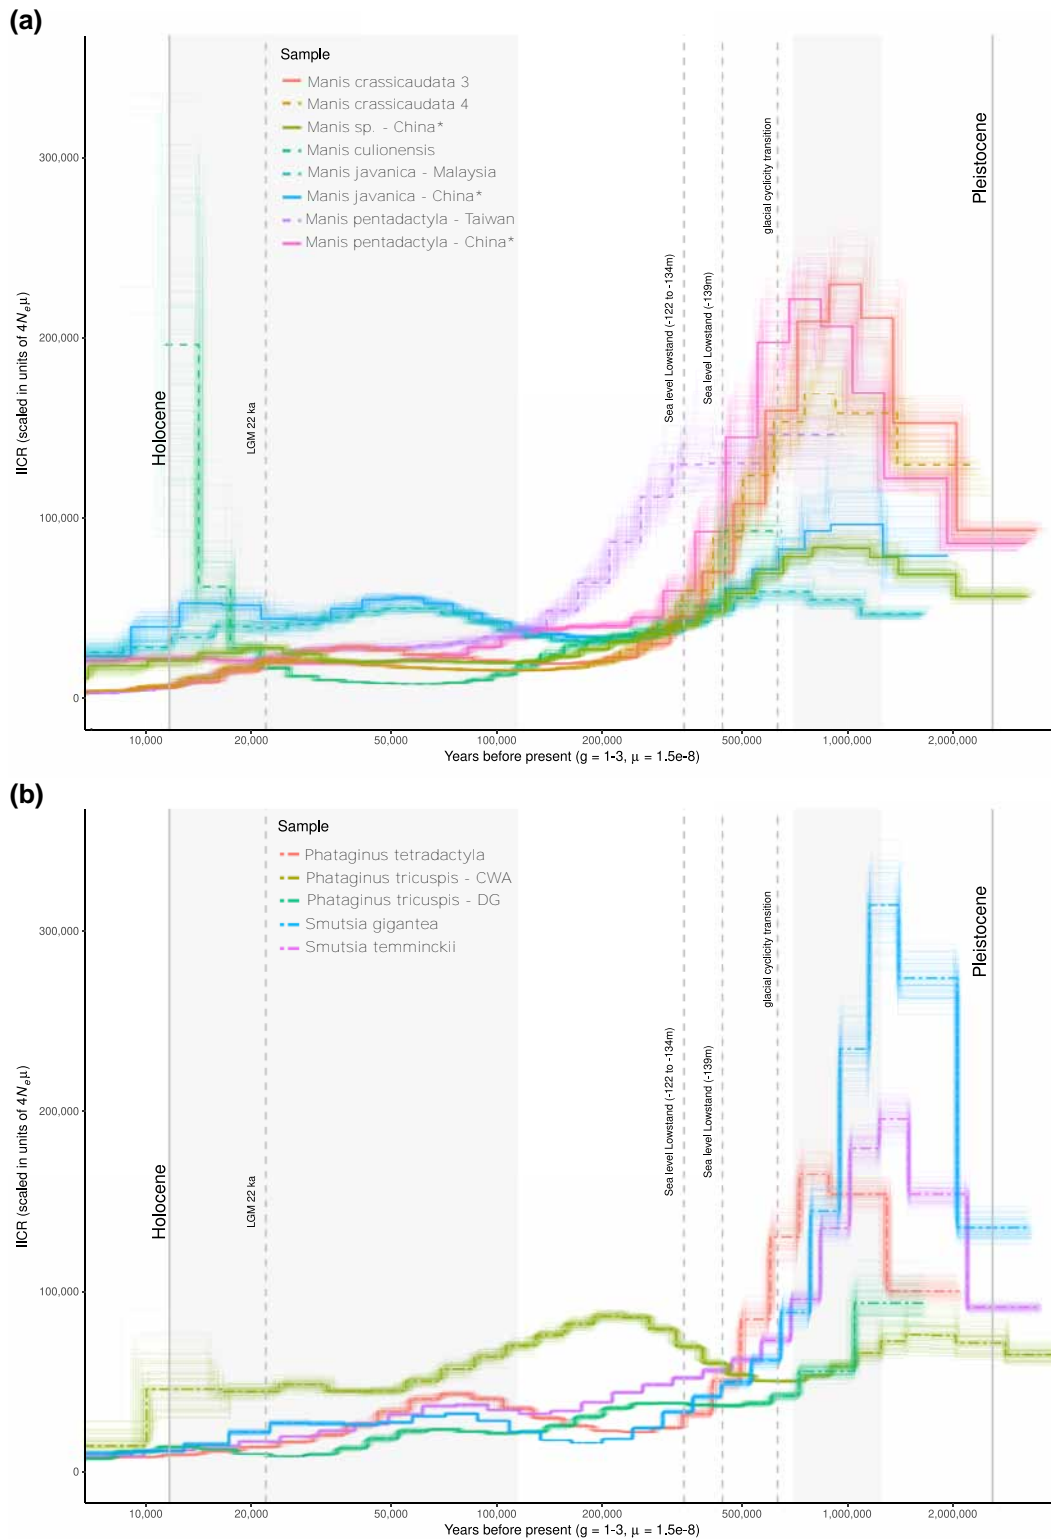 (a)
Sample
Manis crassicaudata 3
Manis crassicaudata 4
Manis sp. - China*
Manis culionensis
Manis javanica - Malaysia
Manis javanica - China*
Manis pentadactyla - Taiwan
Manis pentadactyla - China*
300,000
200,000
100,000
0
IICR (scaled in units of 4Neμ)
Holocene
LGM 22 ka
Sea level Lowstand (-122 to -134m)
Sea level Lowstand (-139m)
glacial cyclicity transition
Pleistocene
10,000 20,000 50,000 100,000 200,000 500,000 1,000,000 2,000,000
Years before present (g = 1-3, μ = 1.5e-8)
(b)
Sample
Phataginus tetradactyla
Phataginus tricuspis - CWA
Phataginus tricuspis - DG
Smutsia gigantea
Smutsia temminckii
300,000
200,000
100,000
0
IICR (scaled in units of 4Neμ)
Holocene
LGM 22 ka
Sea level Lowstand (-122 to -134m)
Sea level Lowstand (-139m)
glacial cyclicity transition
Pleistocene
10,000 20,000 50,000 100,000 200,000 500,000 1,000,000 2,000,000
Years before present (g = 1-3, μ = 1.5e-8)